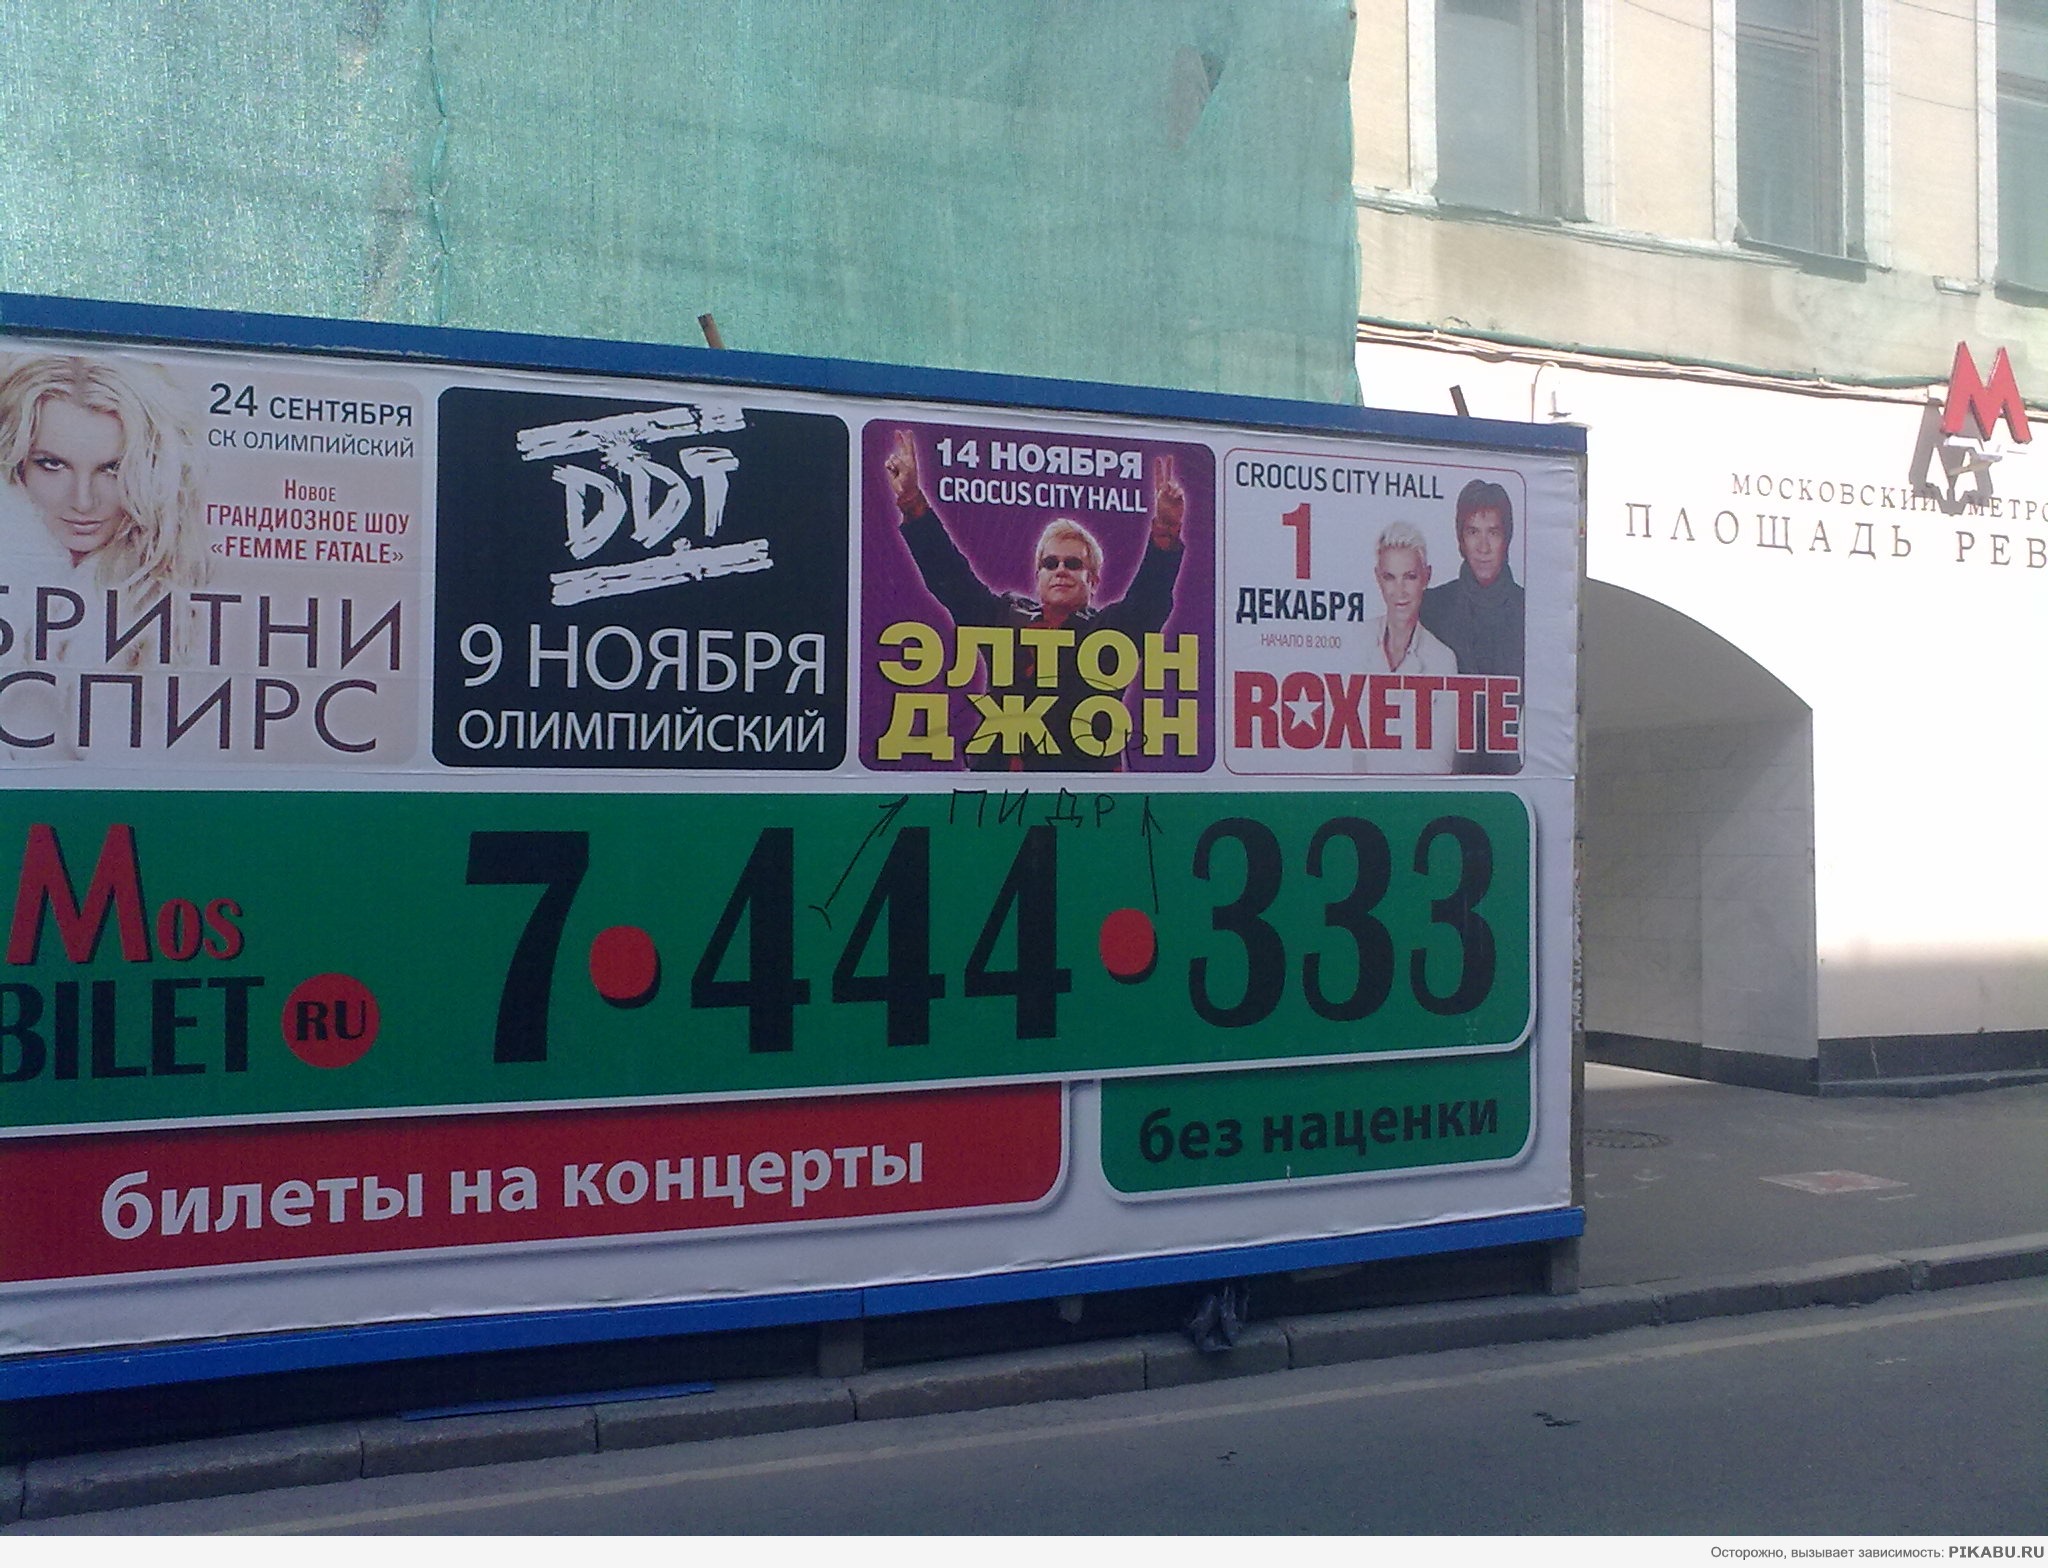 24 СЕНТЯБРЯ
СК ОЛИМПИЙСКИЙ
Новое
ГРАНДИОЗНОЕ ШОУ
«FEMME FATALE»
БРИТНИ
СПИРС
DDT
9 НОЯБРЯ
ОЛИМПИЙСКИЙ
14 НОЯБРЯ
CROCUS CITY HALL
ЭЛТОН
ДЖОН
CROCUS CITY HALL
1
ДЕКАБРЯ
НАЧАЛО В 20:00
ROXETTE
ПИДР
MOS
BILET RU
7•444•333
билеты на концерты
без наценки
М
МОСКОВСКИЙ МЕТРО
ПЛОЩАДЬ РЕВ
Осторожно, вызывает зависимость: PIKABU.RU